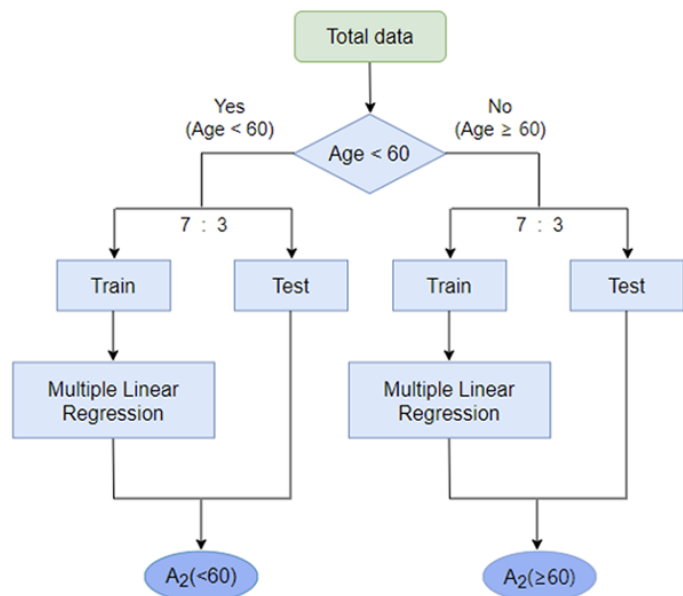 Total data
Yes
(Age < 60)
No
(Age ≥ 60)
Age < 60
7 : 3
7 : 3
Train
Test
Train
Test
Multiple Linear
Regression
Multiple Linear
Regression
A₂(<60)
A₂(≥60)